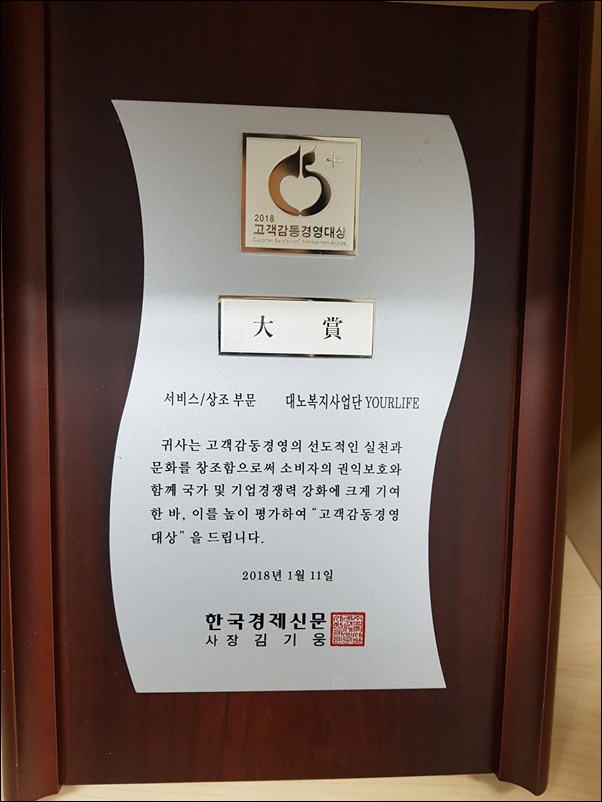 2018
고객감동경영대상
Customer Satisfaction Management Awards
大 賞
서비스/상조 부문 대노복지사업단 YOURLIFE
귀사는 고객감동경영의 선도적인 실천과
문화를 창조함으로써 소비자의 권익보호와
함께 국가 및 기업경쟁력 강화에 크게 기여
한 바, 이를 높이 평가하여 “고객감동경영
대상” 을 드립니다.
2018년 1월 11일
한국경제신문
사장 김 기 웅